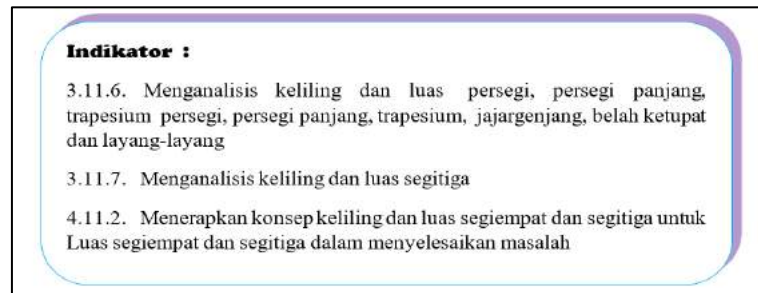 Indikator :
3.11.6. Menganalisis keliling dan luas persegi, persegi panjang,
trapesium persegi, persegi panjang, trapesium, jajargenjang, belah ketupat
dan layang-layang
3.11.7. Menganalisis keliling dan luas segitiga
4.11.2. Menerapkan konsep keliling dan luas segiempat dan segitiga untuk
Luas segiempat dan segitiga dalam menyelesaikan masalah